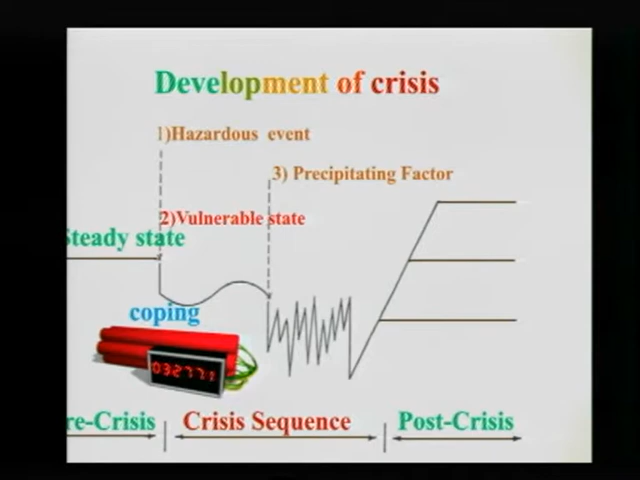 Development of crisis
1)Hazardous event
3) Precipitating Factor
2)Vulnerable state
Steady state
coping
032771
re-Crisis
Crisis Sequence
Post-Crisis